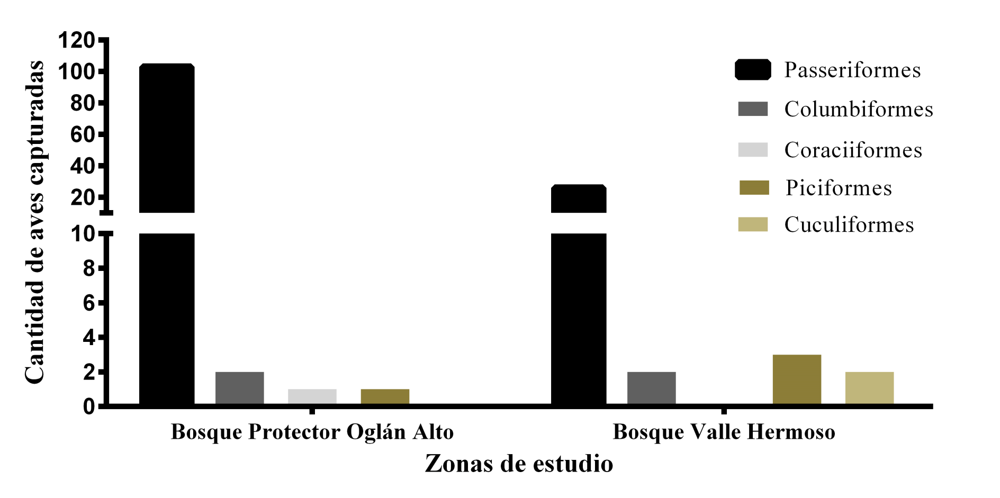 Cantidad de aves capturadas
120
100
80
60
40
20
10
8
6
4
2
0
Passeriformes
Columbiformes
Coraciiformes
Piciformes
Cuculiformes
Bosque Protector Oglán Alto
Bosque Valle Hermoso
Zonas de estudio